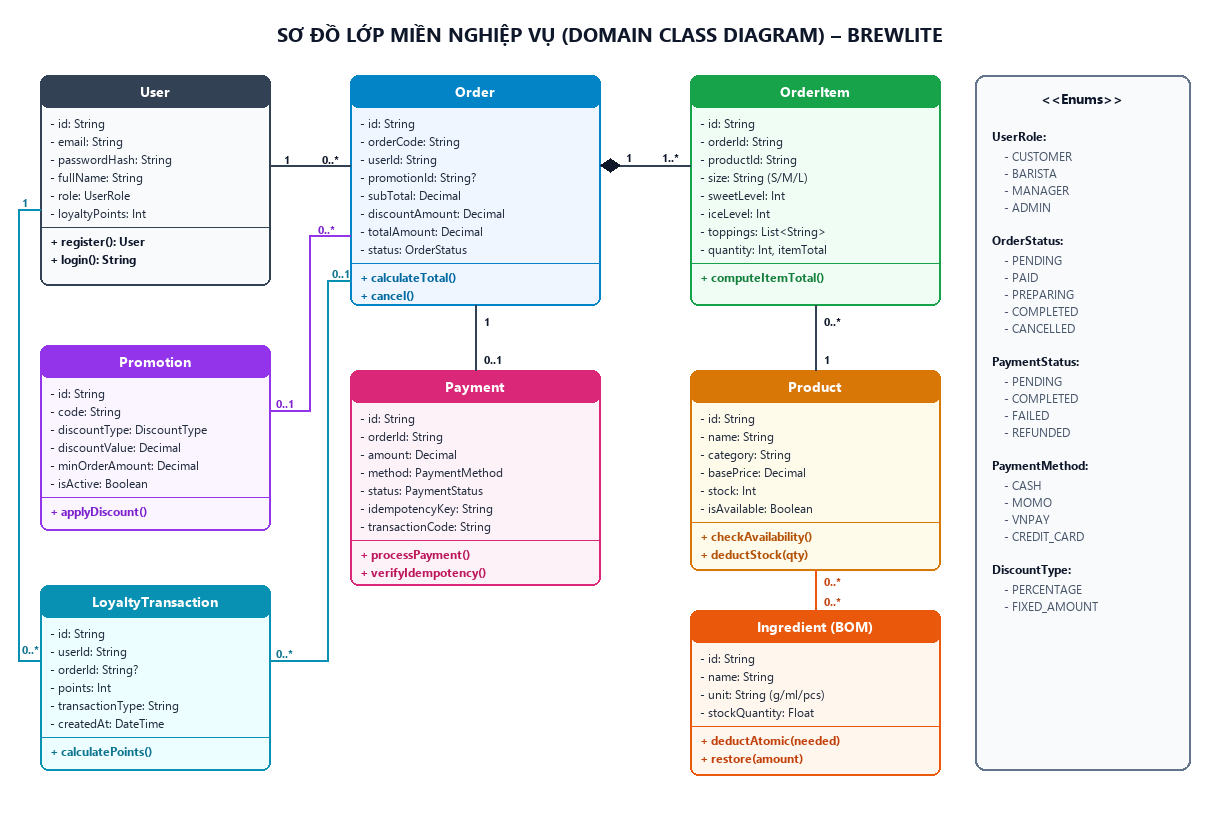 SƠ ĐỒ LỚP MIỀN NGHIỆP VỤ (DOMAIN CLASS DIAGRAM) – BREWLITE
User
- id: String
- email: String
- passwordHash: String
- fullName: String
- role: UserRole
- loyaltyPoints: Int
+ register(): User
+ login(): String
1
0..*
1
Order
- id: String
- orderCode: String
- userId: String
- promotionId: String?
- subTotal: Decimal
- discountAmount: Decimal
- totalAmount: Decimal
- status: OrderStatus
+ calculateTotal()
+ cancel()
0..*
0..1
1
1..*
OrderItem
- id: String
- orderId: String
- productId: String
- size: String (S/M/L)
- sweetLevel: Int
- iceLevel: Int
- toppings: List<String>
- quantity: Int, itemTotal
+ computeItemTotal()
1
0..1
0..*
1
Promotion
- id: String
- code: String
- discountType: DiscountType
- discountValue: Decimal
- minOrderAmount: Decimal
- isActive: Boolean
+ applyDiscount()
0..1
Payment
- id: String
- orderId: String
- amount: Decimal
- method: PaymentMethod
- status: PaymentStatus
- idempotencyKey: String
- transactionCode: String
+ processPayment()
+ verifyIdempotency()
Product
- id: String
- name: String
- category: String
- basePrice: Decimal
- stock: Int
- isAvailable: Boolean
+ checkAvailability()
+ deductStock(qty)
0..*
0..*
LoyaltyTransaction
- id: String
- userId: String
- orderId: String?
- points: Int
- transactionType: String
- createdAt: DateTime
+ calculatePoints()
0..*
0..*
Ingredient (BOM)
- id: String
- name: String
- unit: String (g/ml/pcs)
- stockQuantity: Float
+ deductAtomic(needed)
+ restore(amount)
<<Enums>>
UserRole:
- CUSTOMER
- BARISTA
- MANAGER
- ADMIN
OrderStatus:
- PENDING
- PAID
- PREPARING
- COMPLETED
- CANCELLED
PaymentStatus:
- PENDING
- COMPLETED
- FAILED
- REFUNDED
PaymentMethod:
- CASH
- MOMO
- VNPAY
- CREDIT_CARD
DiscountType:
- PERCENTAGE
- FIXED_AMOUNT